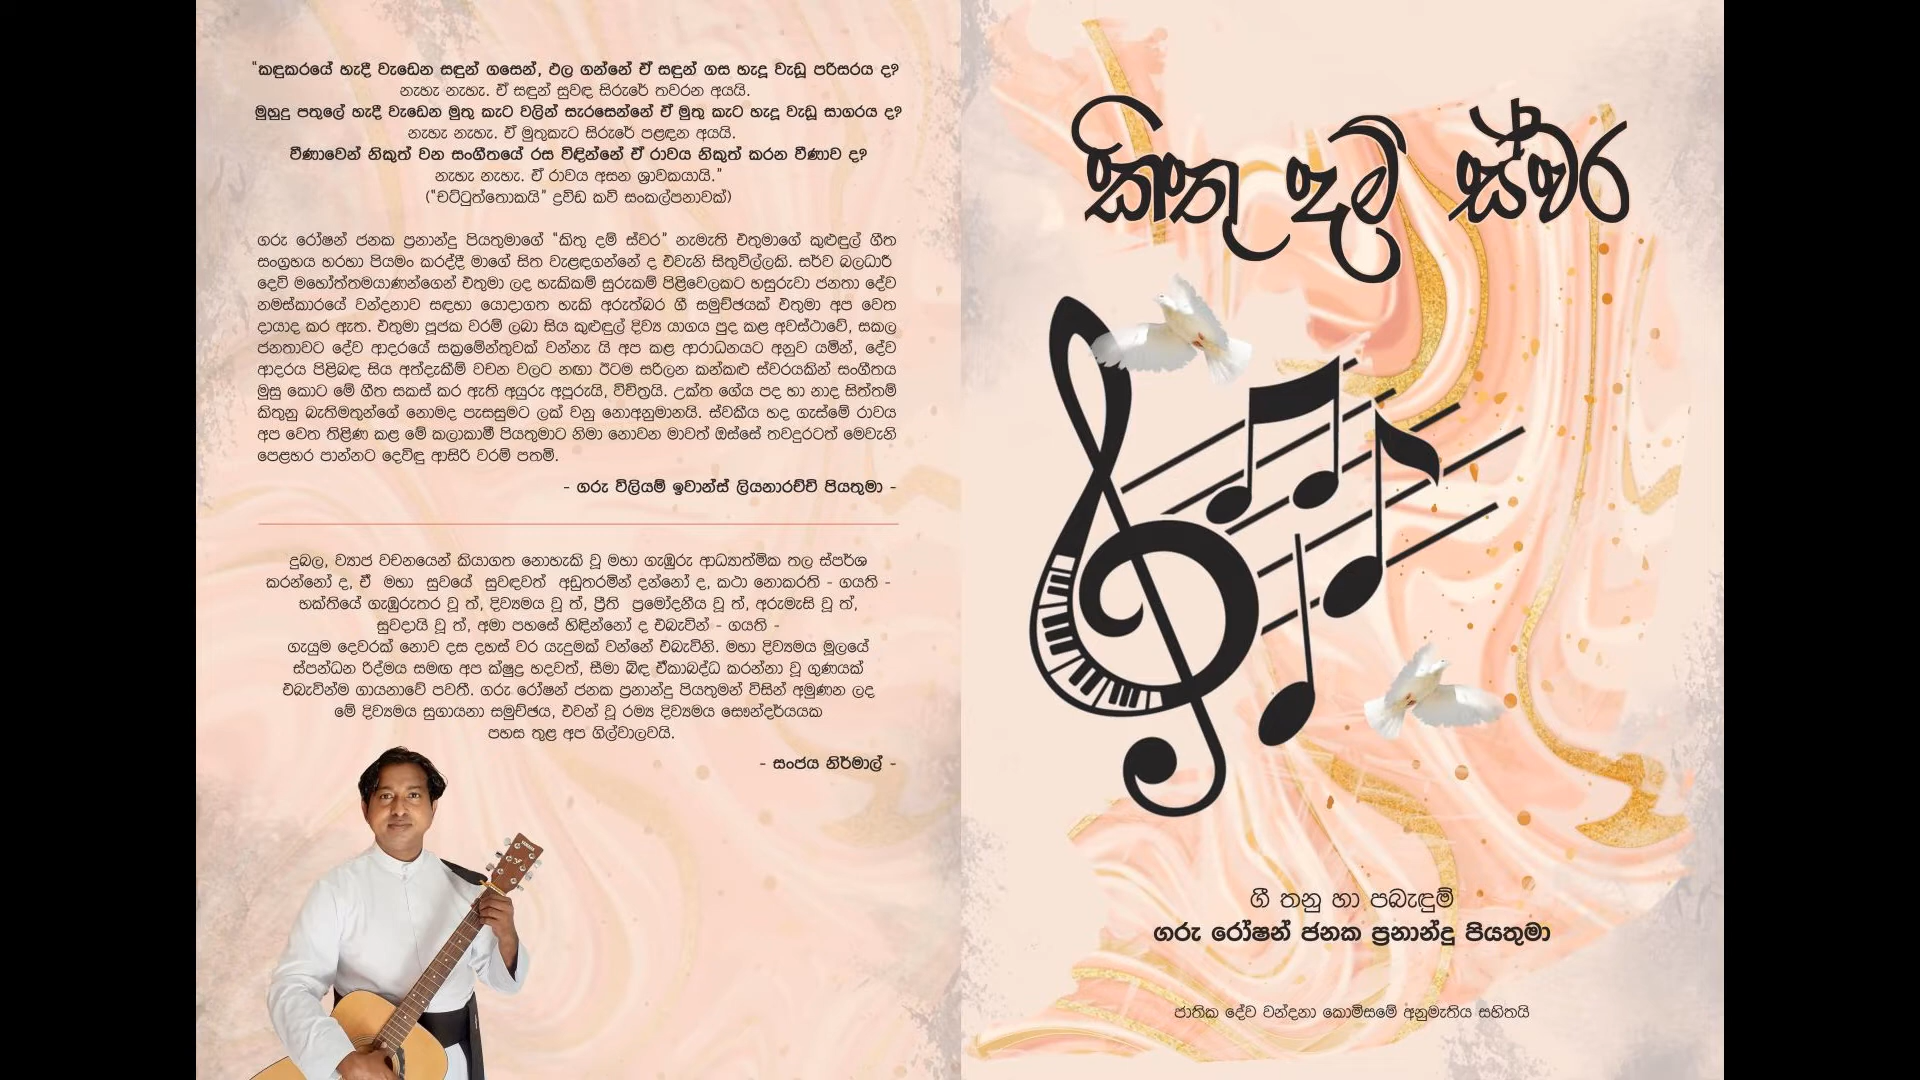 "කඳුකරයේ හැදී වැඩෙන සඳුන් ගසෙන්, ඵල ගන්නේ ඒ සඳුන් ගස හැදූ වැඩූ පරිසරය ද?
නැහැ නැහැ. ඒ සඳුන් සුවඳ සිරුරේ තවරන අයයි.
මුහුදු පතුලේ හැදී වැඩෙන මුතු කැට වලින් සැරසෙන්නේ ඒ මුතු කැට හැදූ වැඩූ සාගරය ද?
නැහැ නැහැ. ඒ මුතුකැට සිරුරේ පළඳන අයයි.
වීණාවෙන් නිකුත් වන සංගීතයේ රස විඳින්නේ ඒ රාවය නිකුත් කරන වීණාව ද?
නැහැ නැහැ. ඒ රාවය අසන ශ්‍රාවකයායි."
("චට්ටුත්තොකයි" ද්‍රවිඩ කවි සංකල්පනාවක්)
ගරු රෝෂන් ජනක ප්‍රනාන්දු පියතුමාගේ "කිතු දම් ස්වර" නැමැති එතුමාගේ කුළුඳුල් ගීත
සංග්‍රහය හරහා පියමං කරද්දී මාගේ සිත වැළඳගන්නේ ද එවැනි සිතුවිල්ලකි. සර්ව බලධාරී
දෙවි මහෝත්තමයාණන්ගෙන් එතුමා ලද හැකිකම් සුරුකම් පිළිවෙලකට හසුරුවා ජනතා දේව
නමස්කාරයේ වන්දනාව සඳහා යොදාගත හැකි අරුත්බර ගී සමුච්ඡයක් එතුමා අප වෙත
දායාද කර ඇත. එතුමා පූජක වරම් ලබා සිය කුළුඳුල් දිව්‍ය යාගය පුද කළ අවස්ථාවේ, සකල
ජනතාවට දේව ආදරයේ සක්‍රමේන්තුවක් වන්නැ යි අප කළ ආරාධනයට අනුව යමින්, දේව
ආදරය පිළිබඳ සිය අත්දැකීම් වචන වලට නඟා ඊටම සරිලන කන්කළු ස්වරයකින් සංගීතය
මුසු කොට මේ ගීත සකස් කර ඇති අයුරු අපූරුයි, විචිත්‍රයි. උක්ත ගේය පද හා නාද සිත්තම්
කිතුනු බැතිමතුන්ගේ නොමද පැසසුමට ලක් වනු නොඅනුමානයි. ස්වකීය හද ගැස්මේ රාවය
අප වෙත තිළිණ කළ මේ කලාකාමී පියතුමාට නිමා නොවන මාවත් ඔස්සේ තවදුරටත් මෙවැනි
පෙළහර පාන්නට දෙවිඳු ආසිරි වරම් පතමි.
- ගරු විලියම් ඉවාන්ස් ලියනාරච්චි පියතුමා -
දුබල, ව්‍යාජ වචනයෙන් කියාගත නොහැකි වූ මහා ගැඹුරු ආධ්‍යාත්මික තල ස්පර්ශ
කරන්නෝ ද, ඒ මහා සුවයේ සුවඳවත් අඩුතරමින් දන්නෝ ද, කථා නොකරති - ගයති -
භක්තියේ ගැඹුරුතර වූ ත්, දිව්‍යමය වූ ත්, ප්‍රීති ප්‍රමෝදනීය වූ ත්, අරුමැසි වූ ත්,
සුවදායි වූ ත්, අමා පහසේ හිඳින්නෝ ද එබැවින් - ගයති -
ගැයුම දෙවරක් නොව දස දහස් වර යැදුමක් වන්නේ එබැවිනි. මහා දිව්‍යමය මූලයේ
ස්පන්ධන රිද්මය සමඟ අප ක්ෂුද්‍ර හදවත්, සීමා බිඳ ඒකාබද්ධ කරන්නා වූ ගුණයක්
එබැවින්ම ගායනාවේ පවතී. ගරු රෝෂන් ජනක ප්‍රනාන්දු පියතුමන් විසින් අමුණන ලද
මේ දිව්‍යමය සුගායනා සමුච්ඡය, එවන් වූ රම්‍ය දිව්‍යමය සෞන්දර්යයක
පහස තුළ අප ගිල්වාලවයි.
- සංජය නිර්මාල් -
කිතු දම් ස්වර
ගී තනු හා පබැඳුම්
ගරු රෝෂන් ජනක ප්‍රනාන්දු පියතුමා
ජාතික දේව වන්දනා කොමිසමේ අනුමැතිය සහිතයි